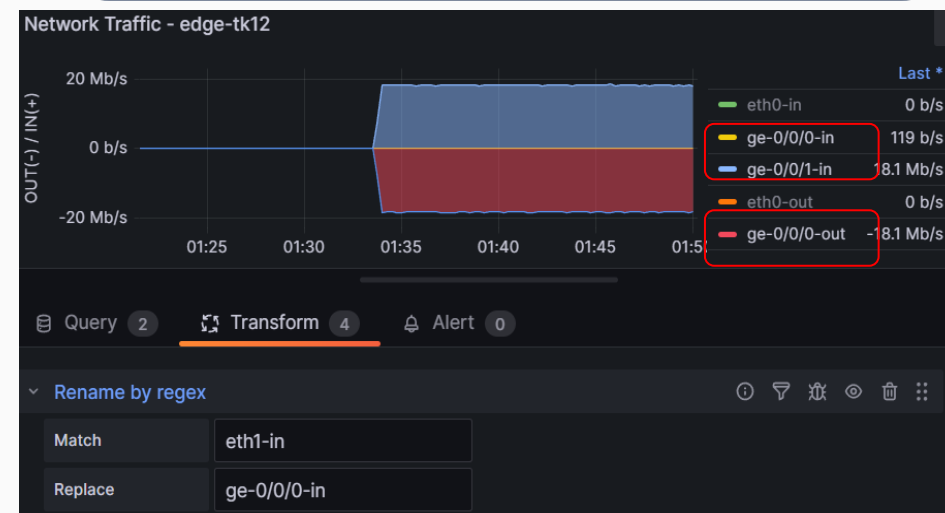 Network Traffic - edge-tk12
OUT(-) / IN(+)
20 Mb/s
0 b/s
-20 Mb/s
01:25 01:30 01:35 01:40 01:45
Last *
eth0-in 0 b/s
ge-0/0/0-in 119 b/s
ge-0/0/1-in 18.1 Mb/s
eth0-out 0 b/s
ge-0/0/0-out -18.1 Mb/s
Query 2 Transform 4 Alert 0
Rename by regex
Match eth1-in
Replace ge-0/0/0-in